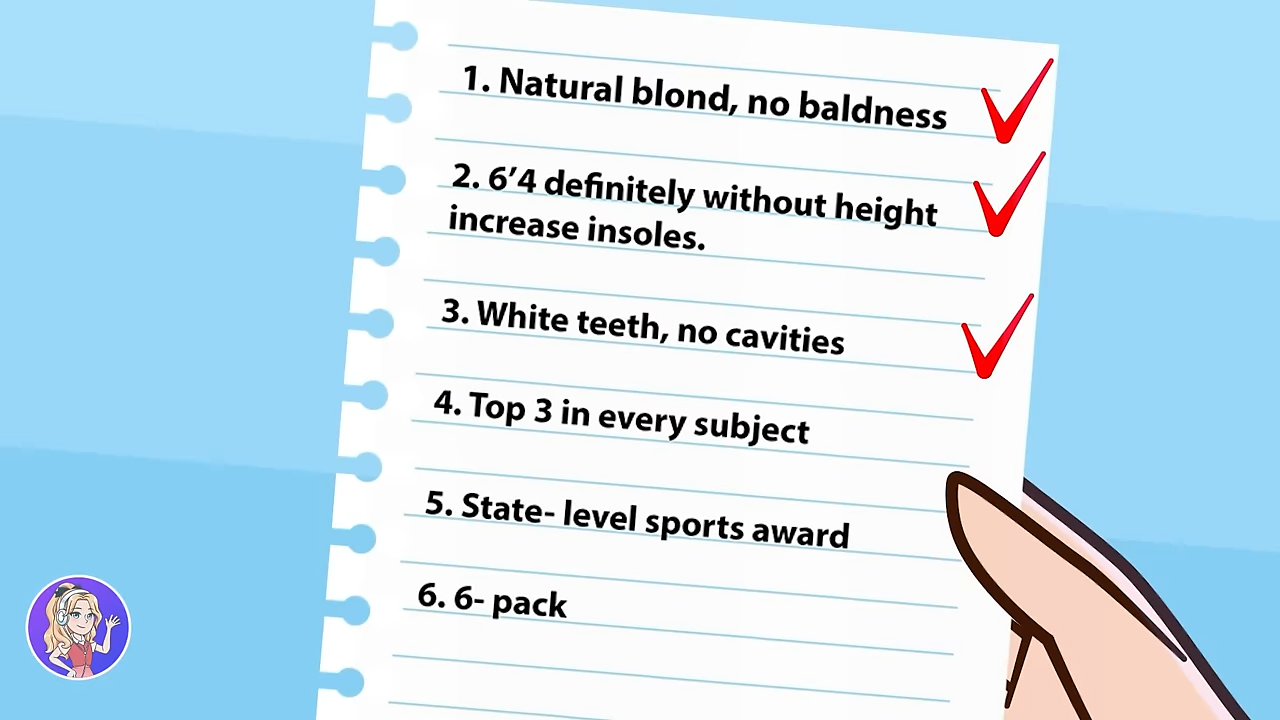 1. Natural blond, no baldness
2. 6’4 definitely without height
increase insoles.
3. White teeth, no cavities
4. Top 3 in every subject
5. State- level sports award
6. 6- pack